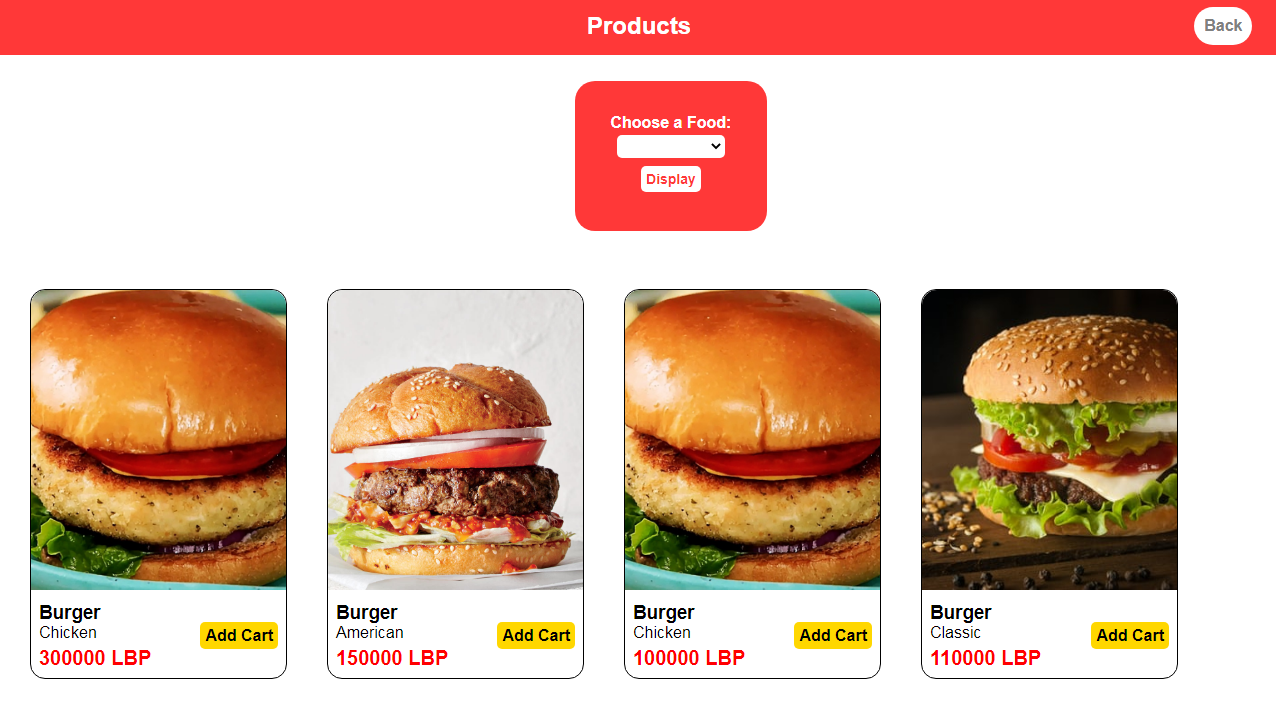 Products
Back
Choose a Food:
Display
Burger
Chicken
300000 LBP
Add Cart
Burger
American
150000 LBP
Add Cart
Burger
Chicken
100000 LBP
Add Cart
Burger
Classic
110000 LBP
Add Cart